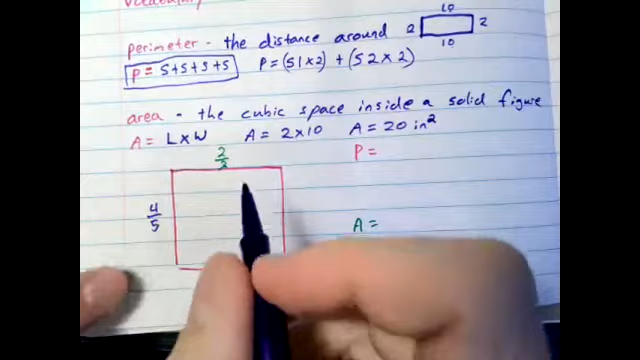 Vocabulary
10
perimeter - the distance around 2 2
10
P = S+S+S+S P = (S1 x 2) + (S2 x 2)
area - the cubic space inside a solid figure
A = L x W A = 2 x 10 A = 20 in²
2/3 P =
4/5
A =